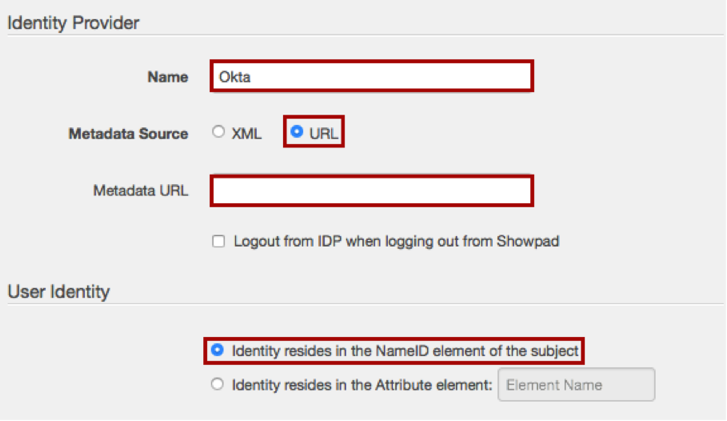 Identity Provider
Name Okta
Metadata Source XML URL
Metadata URL
Logout from IDP when logging out from Showpad
User Identity
Identity resides in the NameID element of the subject
Identity resides in the Attribute element: Element Name